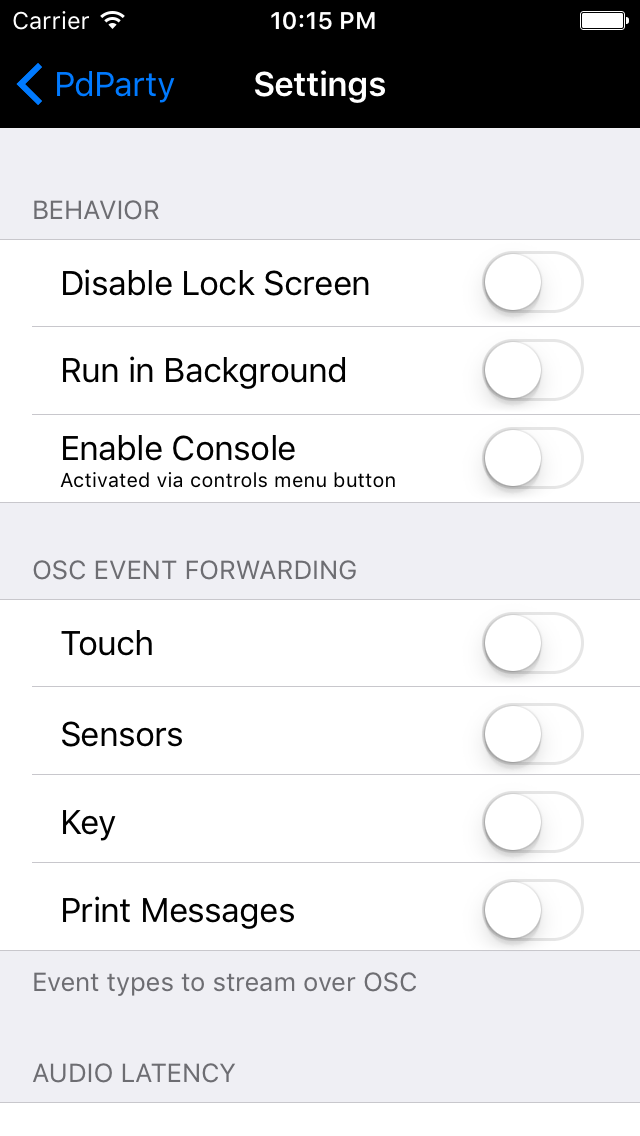 Carrier 10:15 PM
PdParty Settings
BEHAVIOR
Disable Lock Screen
Run in Background
Enable Console
Activated via controls menu button
OSC EVENT FORWARDING
Touch
Sensors
Key
Print Messages
Event types to stream over OSC
AUDIO LATENCY